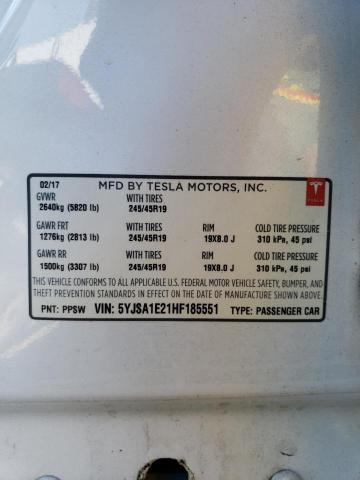 02/17 MFD BY TESLA MOTORS, INC.
GVWR WITH TIRES
2640kg (5820 lb) 245/45R19
TESLA
GAWR FRT WITH TIRES RIM COLD TIRE PRESSURE
1276kg (2813 lb) 245/45R19 19X8.0 J 310 kPa, 45 psi
GAWR RR WITH TIRES RIM COLD TIRE PRESSURE
1500kg (3307 lb) 245/45R19 19X8.0 J 310 kPa, 45 psi
THIS VEHICLE CONFORMS TO ALL APPLICABLE U.S. FEDERAL MOTOR VEHICLE SAFETY, BUMPER, AND
THEFT PREVENTION STANDARDS IN EFFECT ON THE DATE OF MANUFACTURE SHOWN ABOVE.
PNT: PPSW VIN: 5YJSA1E21HF185551 TYPE: PASSENGER CAR